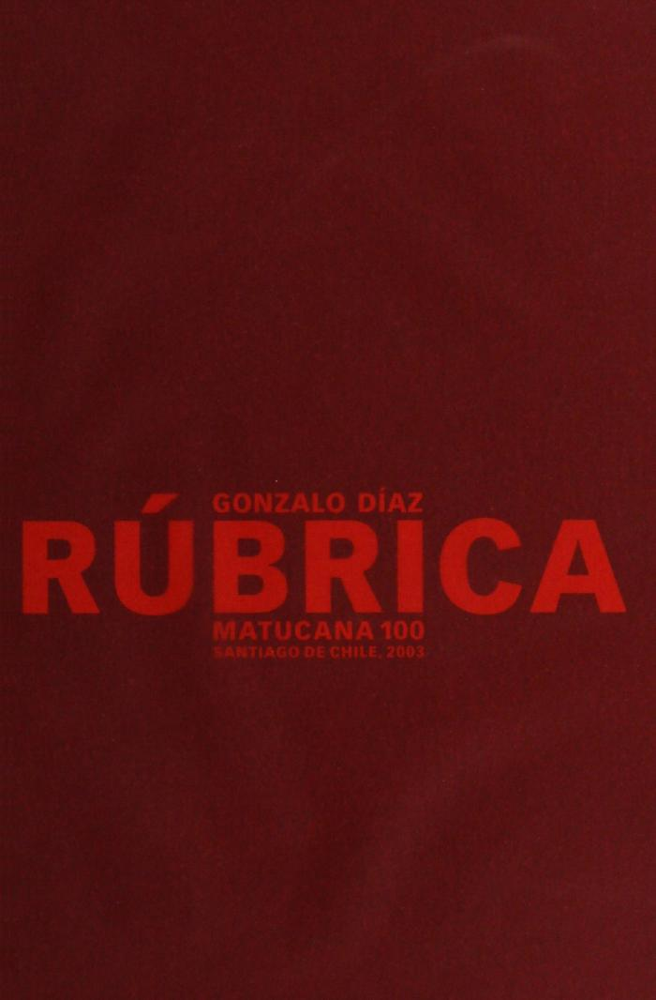 GONZALO DÍAZ
RÚBRICA
MATUCANA 100
SANTIAGO DE CHILE, 2003